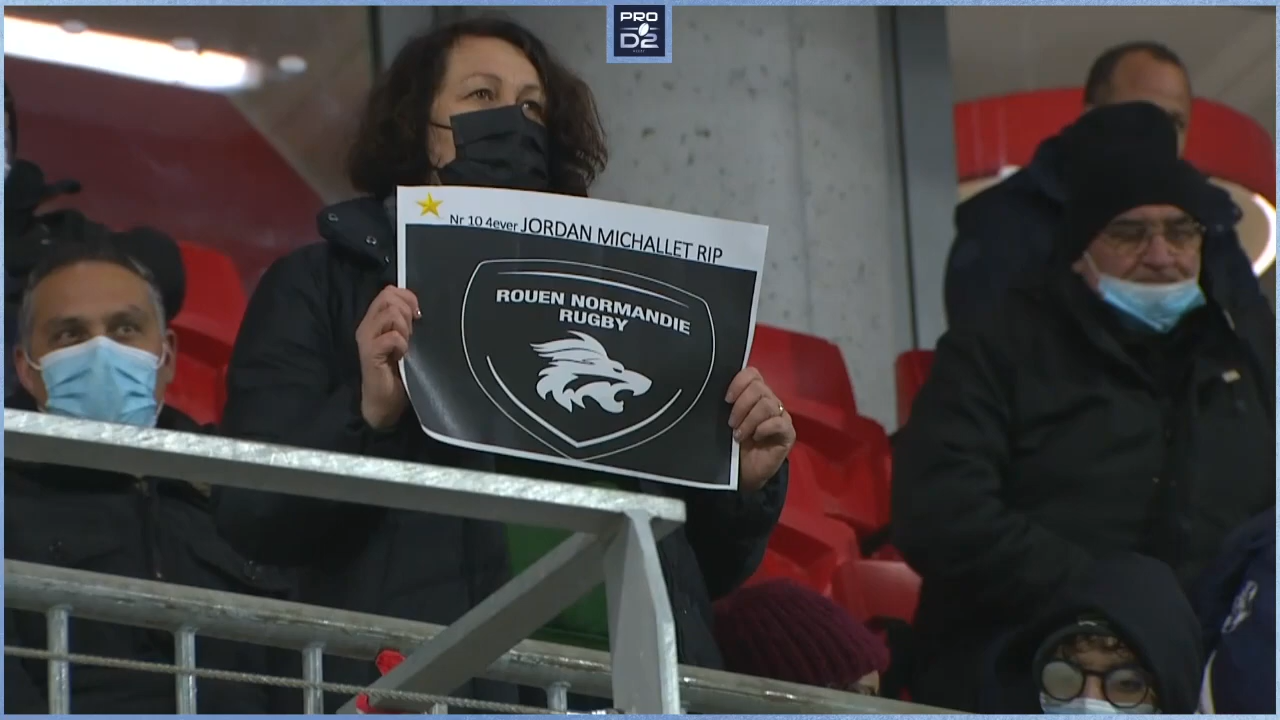 PRO
D2
Nr 10 4ever JORDAN MICHALLET RIP
ROUEN NORMANDIE
RUGBY